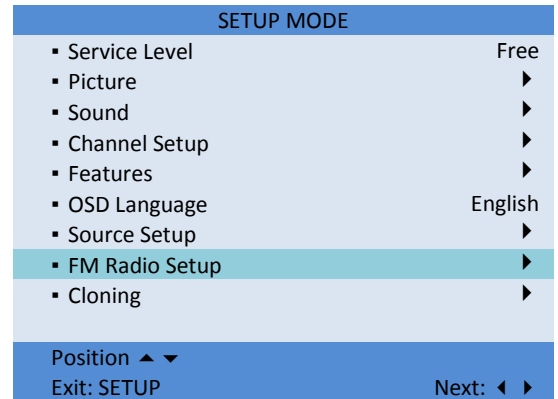 SETUP MODE
▪ Service Level Free
▪ Picture ▶
▪ Sound ▶
▪ Channel Setup ▶
▪ Features ▶
▪ OSD Language English
▪ Source Setup ▶
▪ FM Radio Setup ▶
▪ Cloning ▶
Position ▲ ▼
Exit: SETUP Next: ◀ ▶